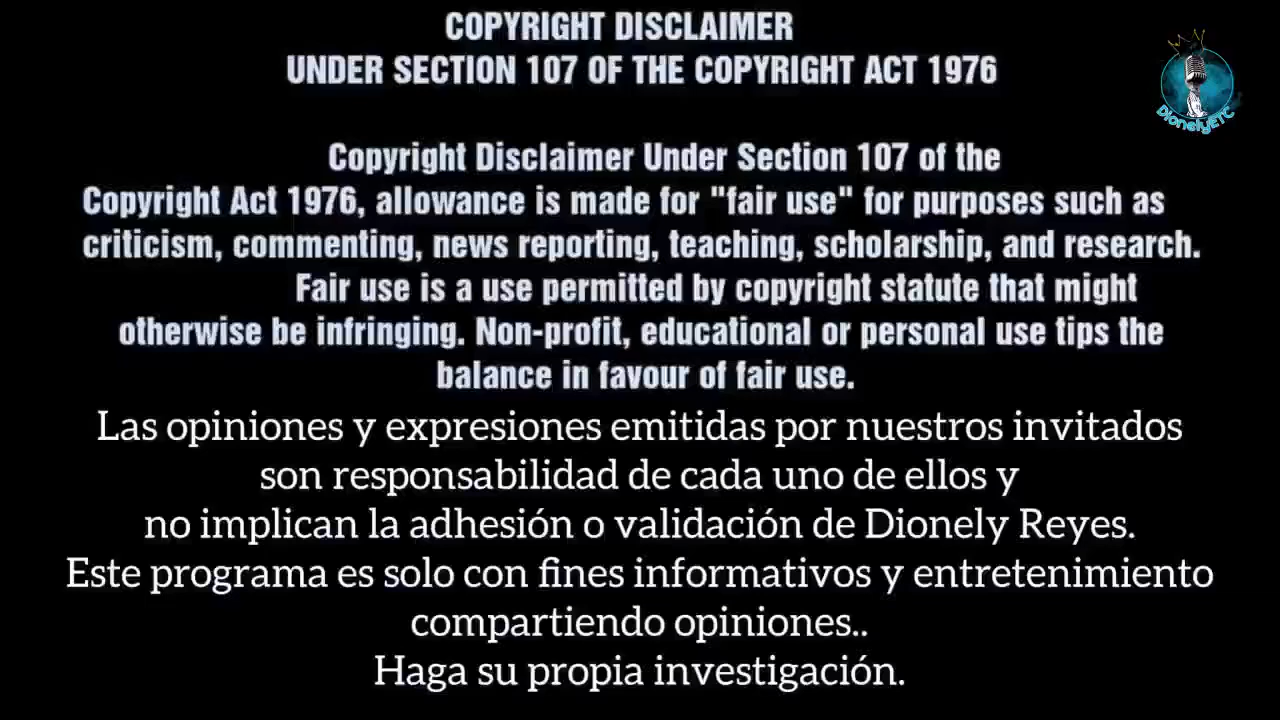 COPYRIGHT DISCLAIMER
UNDER SECTION 107 OF THE COPYRIGHT ACT 1976
DionelyETC
Copyright Disclaimer Under Section 107 of the
Copyright Act 1976, allowance is made for "fair use" for purposes such as
criticism, commenting, news reporting, teaching, scholarship, and research.
Fair use is a use permitted by copyright statute that might
otherwise be infringing. Non-profit, educational or personal use tips the
balance in favour of fair use.
Las opiniones y expresiones emitidas por nuestros invitados
son responsabilidad de cada uno de ellos y
no implican la adhesión o validación de Dionely Reyes.
Este programa es solo con fines informativos y entretenimiento
compartiendo opiniones..
Haga su propia investigación.